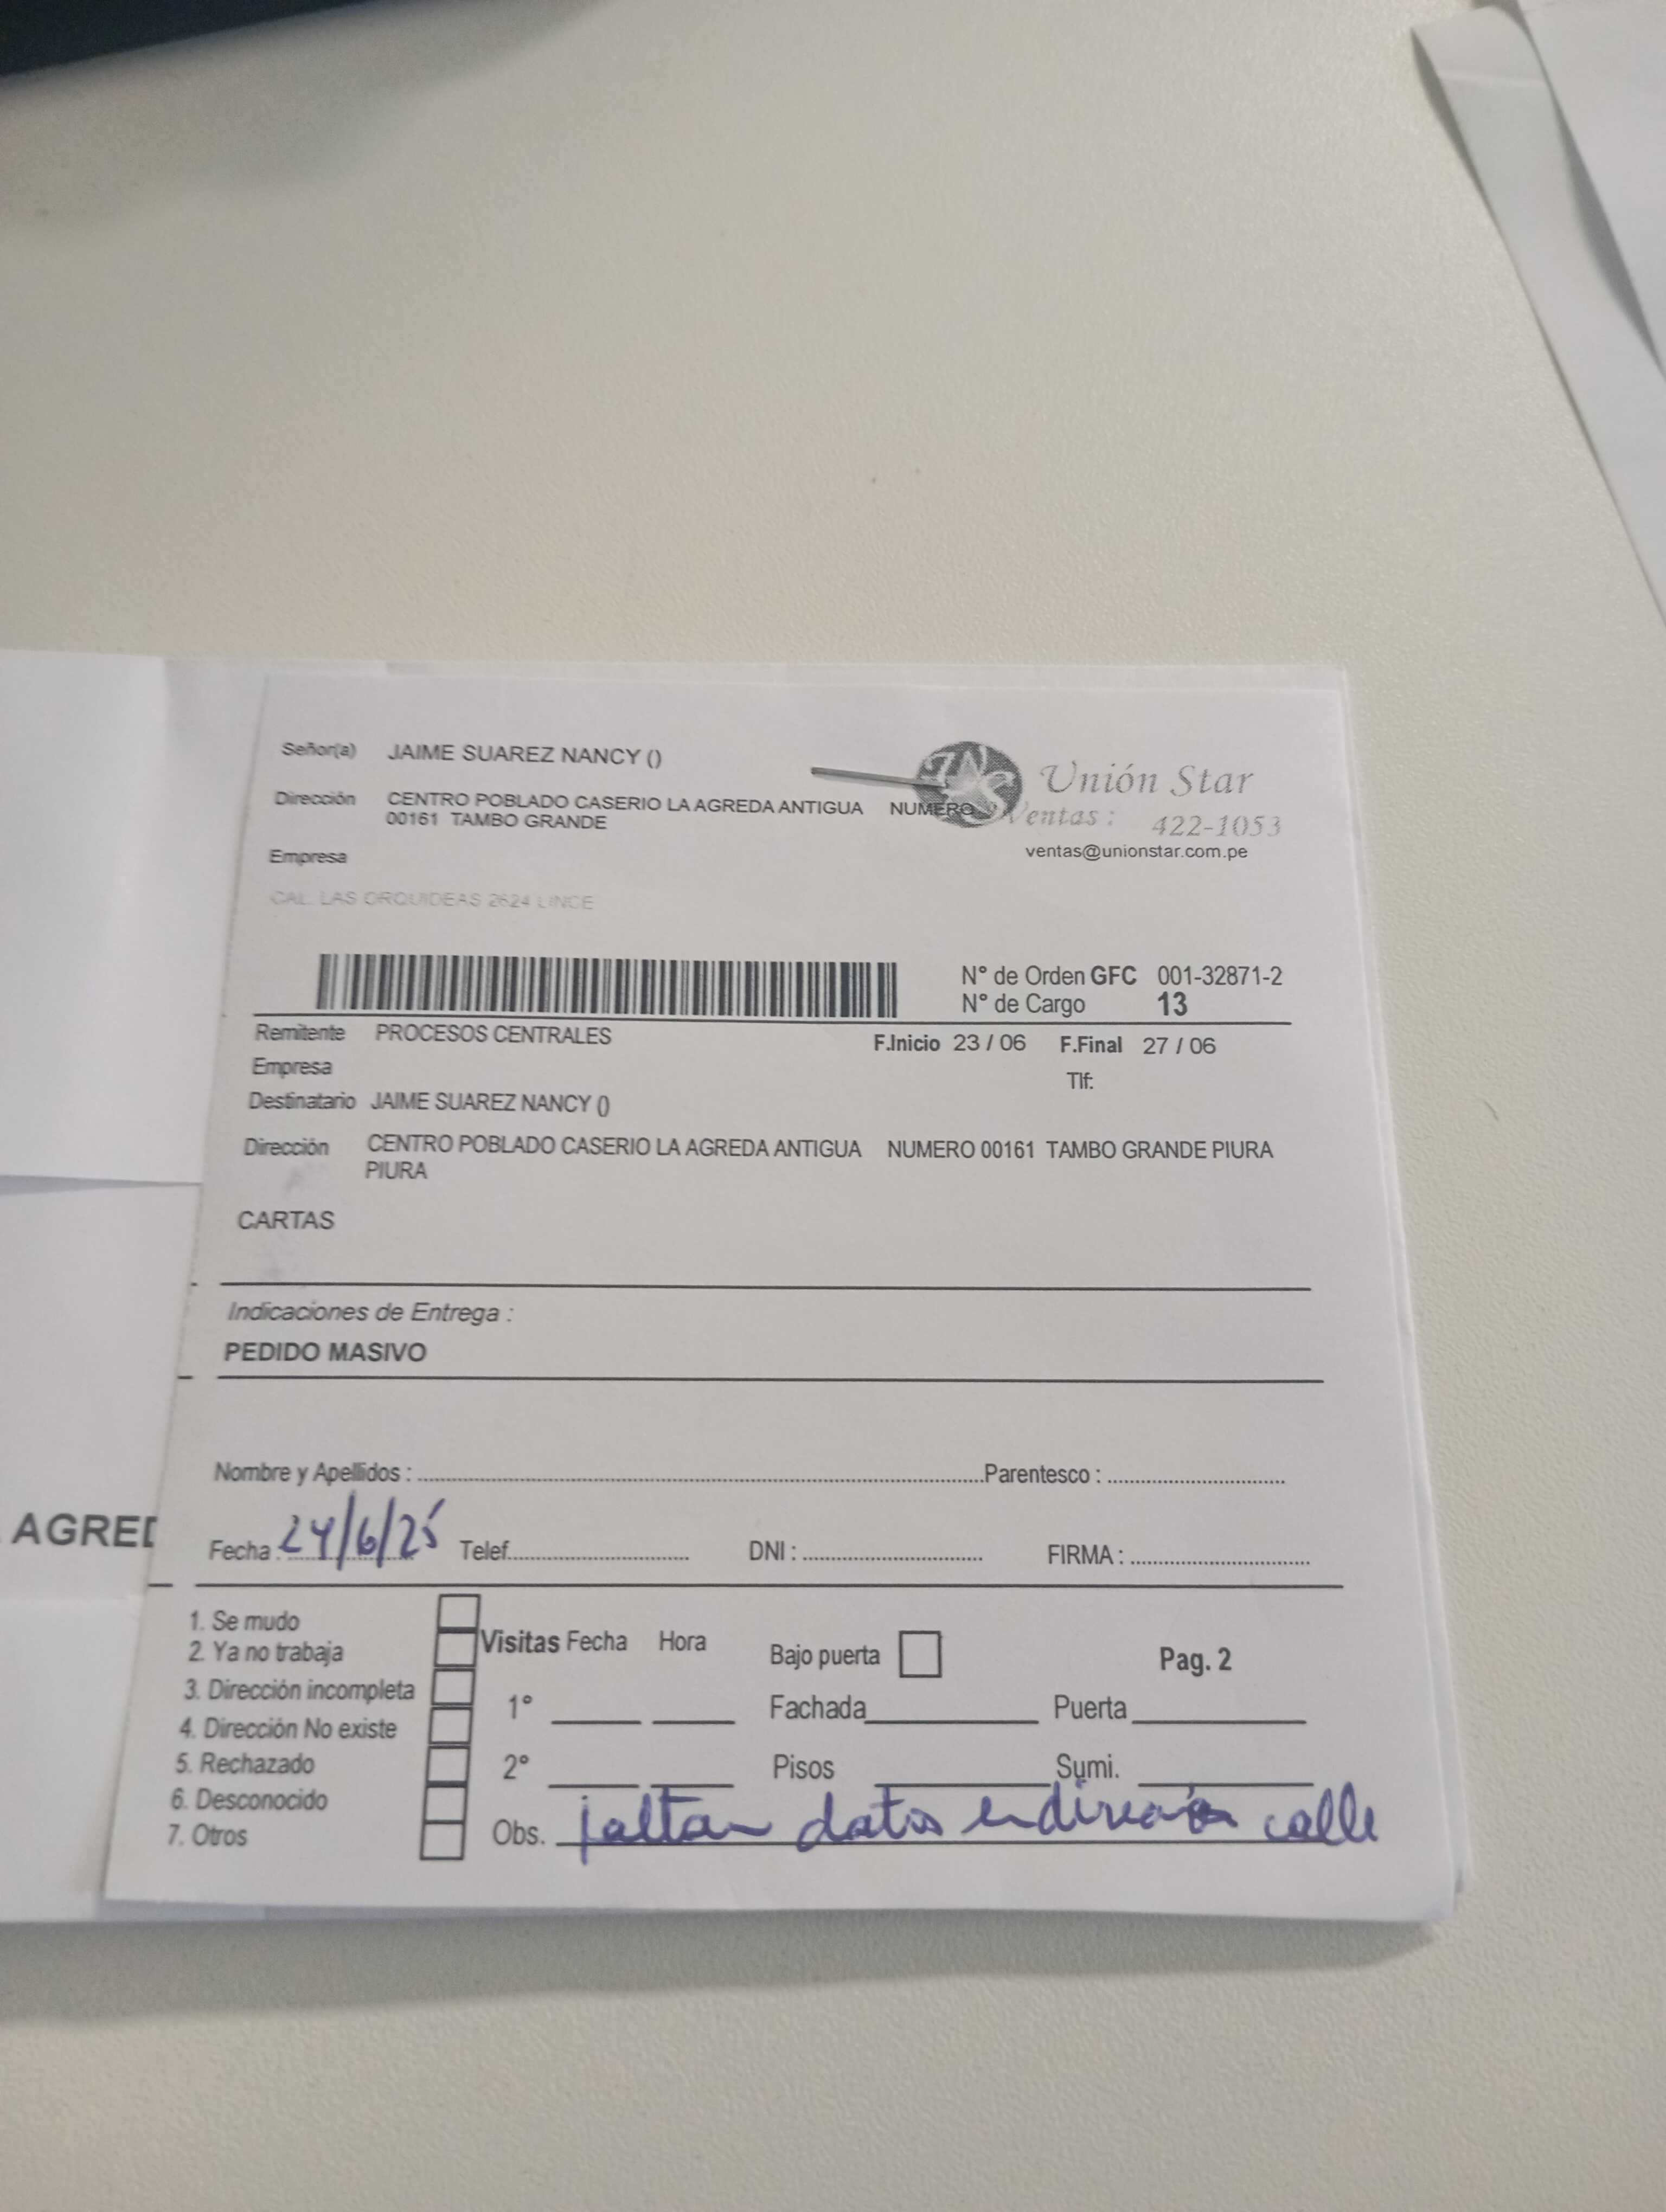 Señor(a) JAIME SUAREZ NANCY ()
Unión Star
Dirección CENTRO POBLADO CASERIO LA AGREDA ANTIGUA NUMERO
00161 TAMBO GRANDE
Ventas : 422-1053
ventas@unionstar.com.pe
Empresa
CAL. LAS ORQUIDEAS 2624 LINCE
N° de Orden GFC 001-32871-2
N° de Cargo 13
Remitente PROCESOS CENTRALES
F.Inicio 23 / 06 F.Final 27 / 06
Empresa
Tlf:
Destinatario JAIME SUAREZ NANCY ()
Dirección CENTRO POBLADO CASERIO LA AGREDA ANTIGUA NUMERO 00161 TAMBO GRANDE PIURA
PIURA
CARTAS
Indicaciones de Entrega :
PEDIDO MASIVO
Nombre y Apellidos : Parentesco :
AGRED
Fecha : 24/6/25 Telef. DNI : FIRMA :
1. Se mudo
2. Ya no trabaja
3. Dirección incompleta
4. Dirección No existe
5. Rechazado
6. Desconocido
7. Otros
Visitas Fecha Hora
1°
2°
Bajo puerta Pag. 2
Fachada Puerta
Pisos Sumi.
Obs. faltan datos en dirección calle